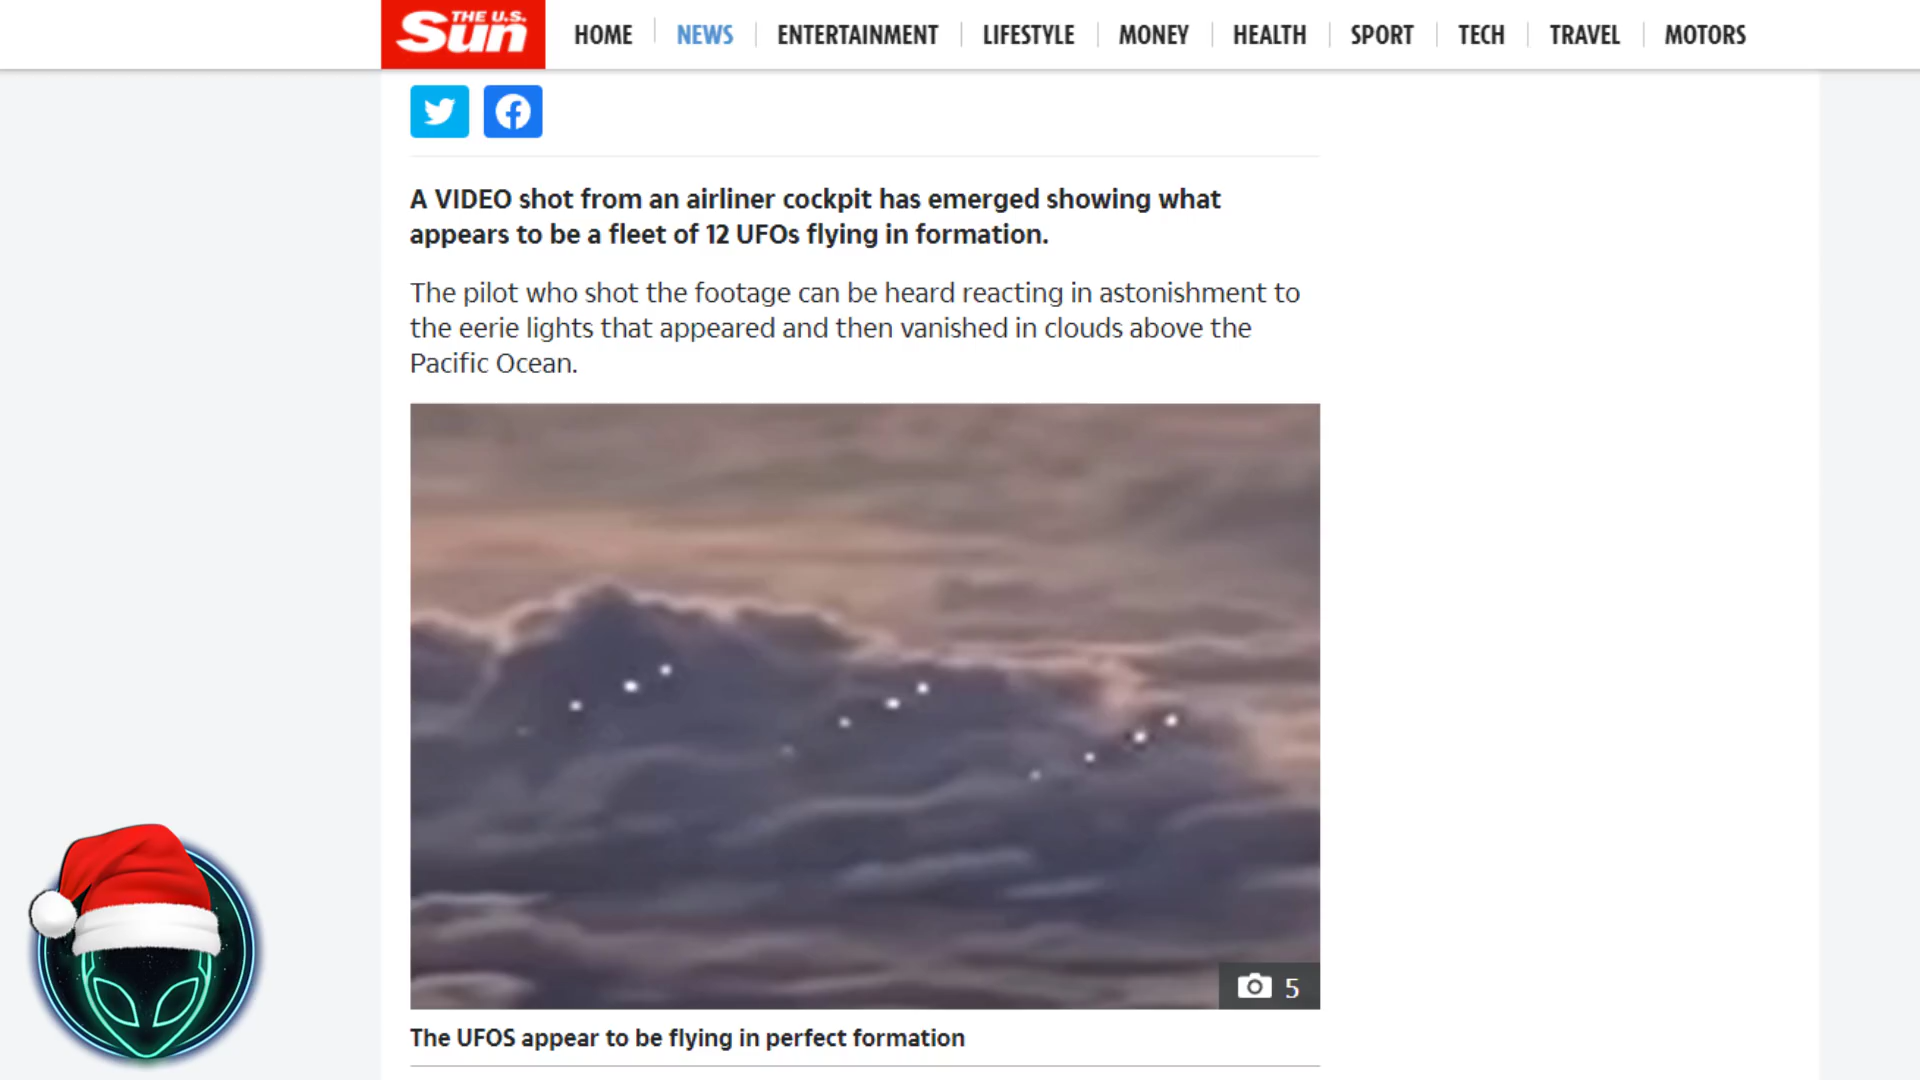 THE U.S.
Sun
HOME
NEWS
ENTERTAINMENT
LIFESTYLE
MONEY
HEALTH
SPORT
TECH
TRAVEL
MOTORS
A VIDEO shot from an airliner cockpit has emerged showing what
appears to be a fleet of 12 UFOs flying in formation.
The pilot who shot the footage can be heard reacting in astonishment to
the eerie lights that appeared and then vanished in clouds above the
Pacific Ocean.
5
The UFOS appear to be flying in perfect formation